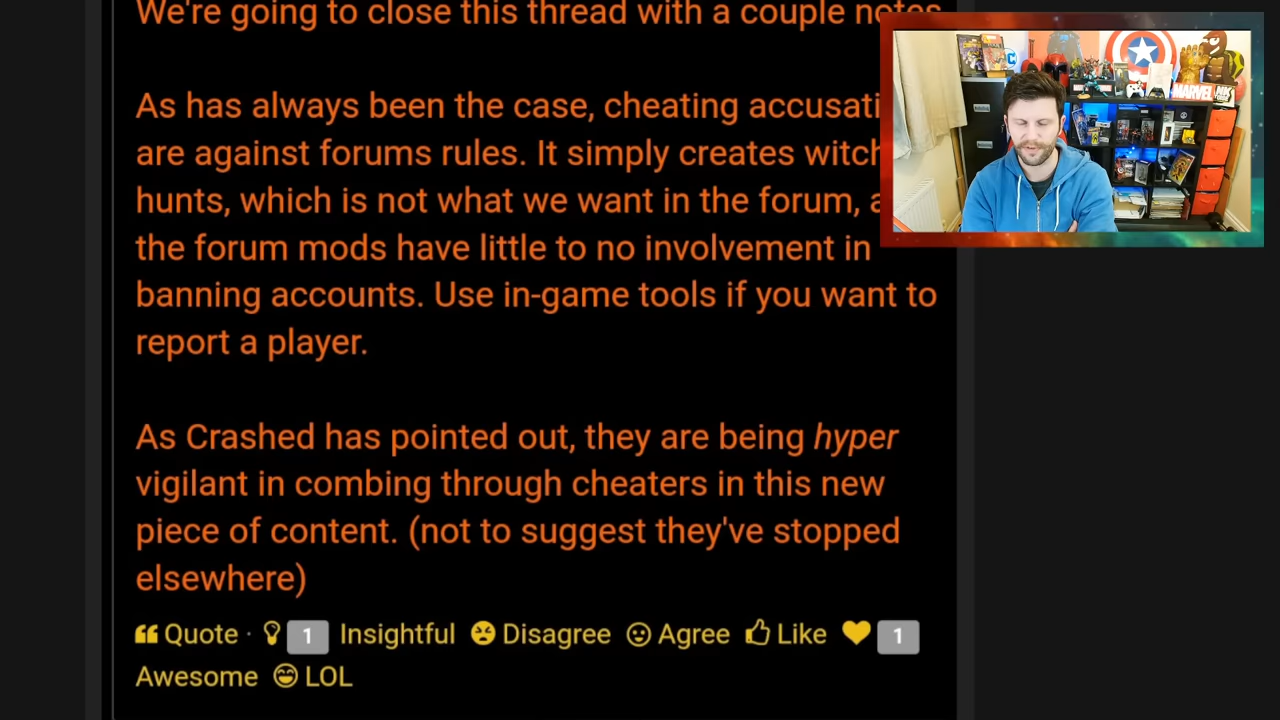 We're going to close this thread with a couple notes
As has always been the case, cheating
are against forums rules. It simply creates witch
hunts, which is not what we want in the forum,
the forum mods have little to no involvement in
banning accounts. Use in-game tools if you want to
report a player.
As Crashed has pointed out, they are being hyper
vigilant in combing through cheaters in this new
piece of content. (not to suggest they've stopped
elsewhere)
Quote · 1 Insightful Disagree Agree Like 1
Awesome LOL
MARVEL
MK